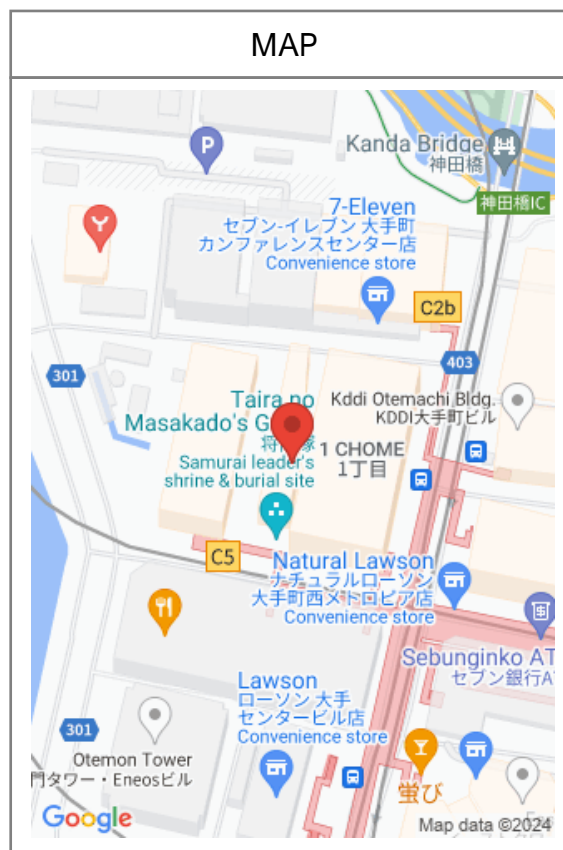 MAP
Kanda Bridge
神田橋
P
7-Eleven
神田橋IC
セブン-イレブン 大手町
カンファレンスセンター店
Convenience store
C2b
403
301
Taira no
Kddi Otemachi Bldg.
KDDI大手町ビル
Masakado's G
1 CHOME
1丁目
Samurai leader's
shrine & burial site
C5
Natural Lawson
ナチュラルローソン
大手町西メトロピア店
Convenience store
Sebunginko AT
セブン銀行A
Lawson
ローソン 大手
センタービル店
Convenience store
301
Otemon Tower
門タワー・Eneosビル
蛍び
Google
Map data ©2024